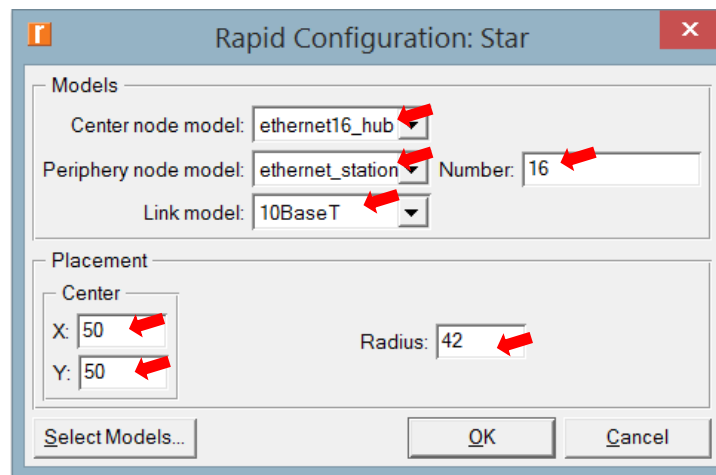 Rapid Configuration: Star
Models
Center node model: ethernet16_hub
Periphery node model: ethernet_station Number: 16
Link model: 10BaseT
Placement
Center
X: 50
Radius: 42
Y: 50
Select Models... OK Cancel